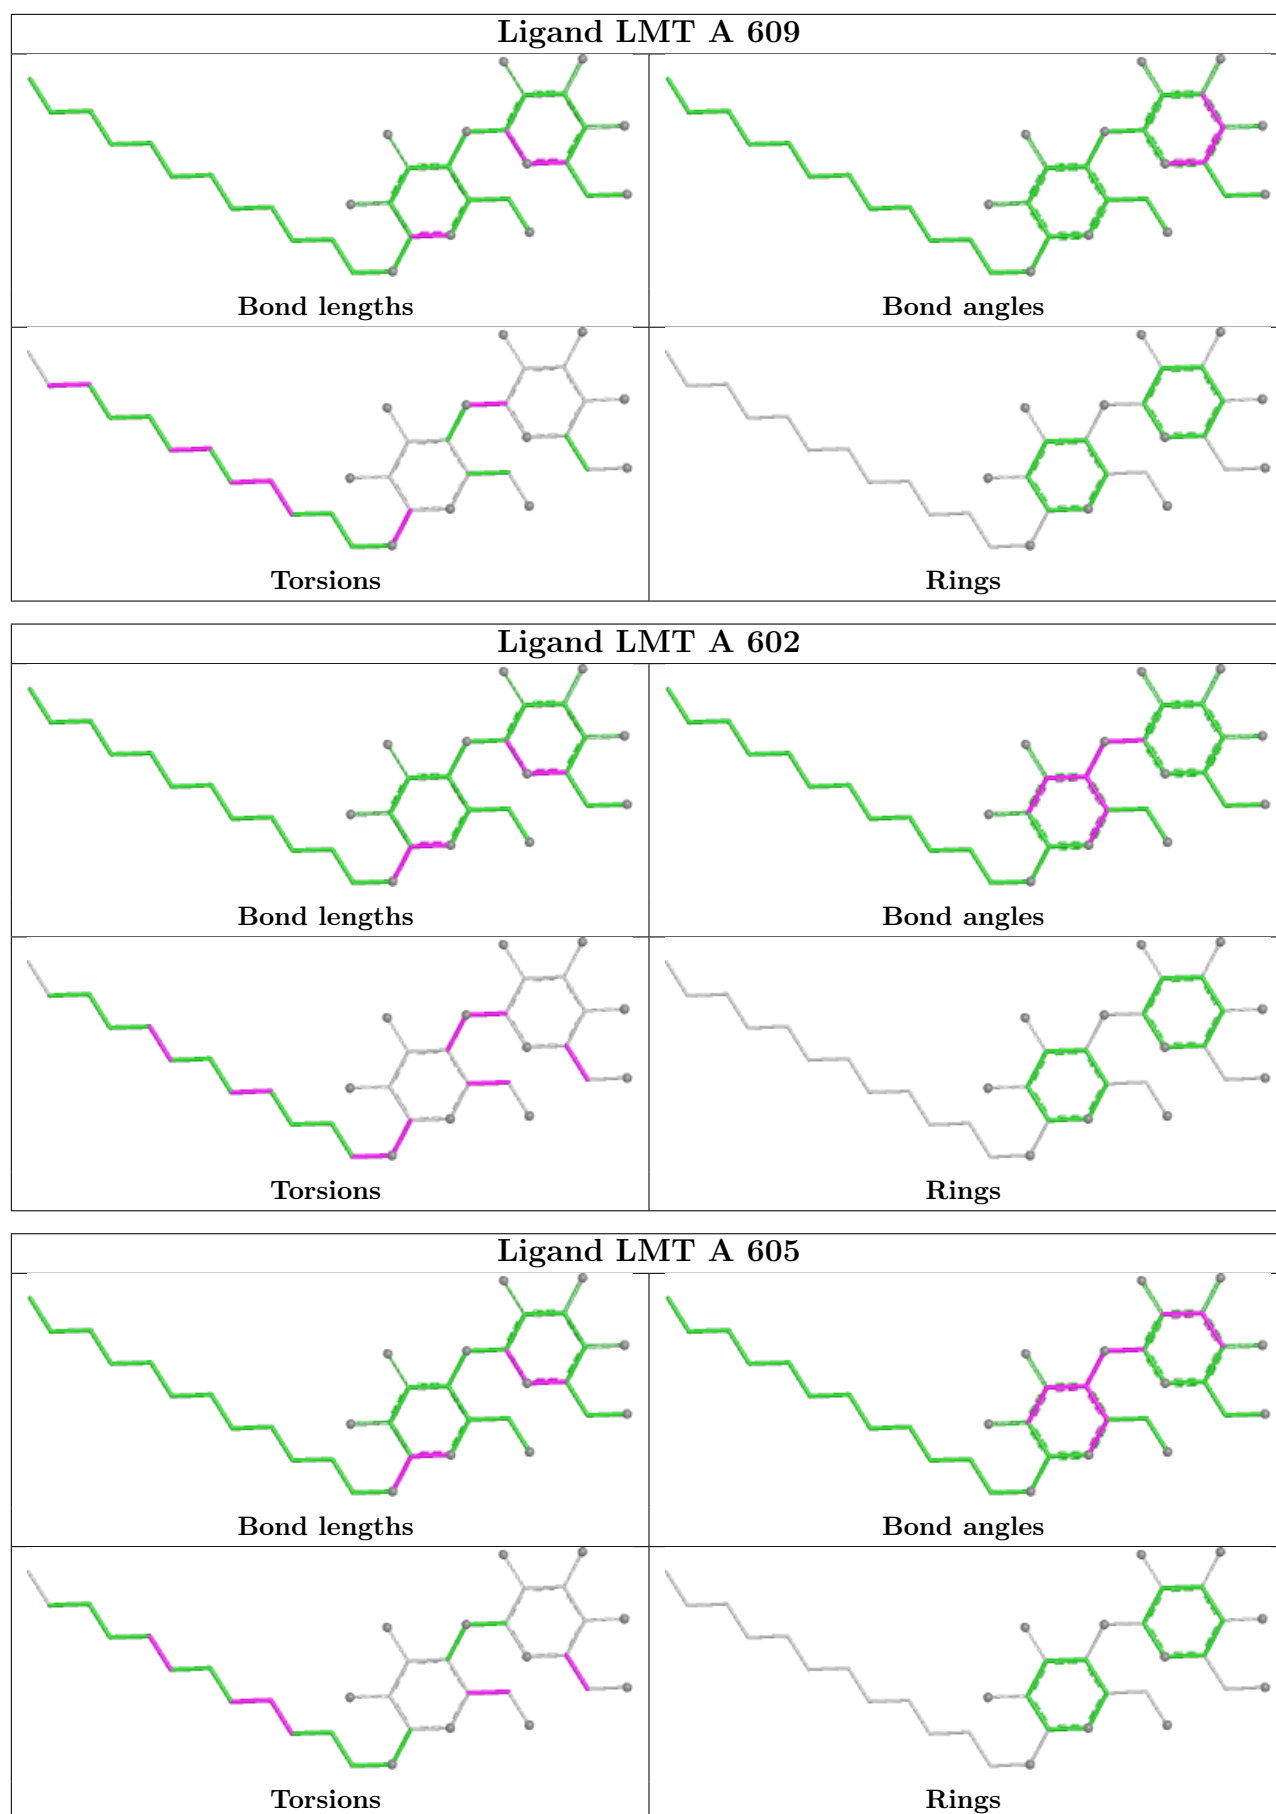 Ligand LMT A 609
Bond lengths
Bond angles
Torsions
Rings
Ligand LMT A 602
Bond lengths
Bond angles
Torsions
Rings
Ligand LMT A 605
Bond lengths
Bond angles
Torsions
Rings